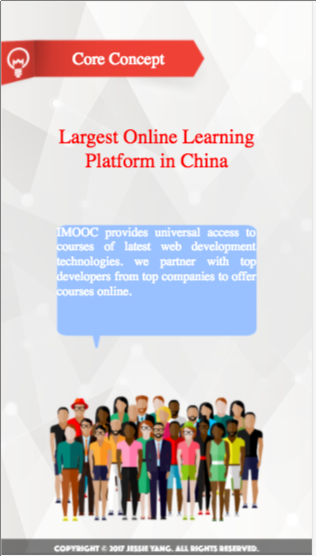 Core Concept
Largest Online Learning
Platform in China
IMOOC provides universal access to
courses of latest web development
technologies. we partner with top
developers from top companies to offer
courses online.
COPYRIGHT © 2017 JESSIE YANG. ALL RIGHTS RESERVED.